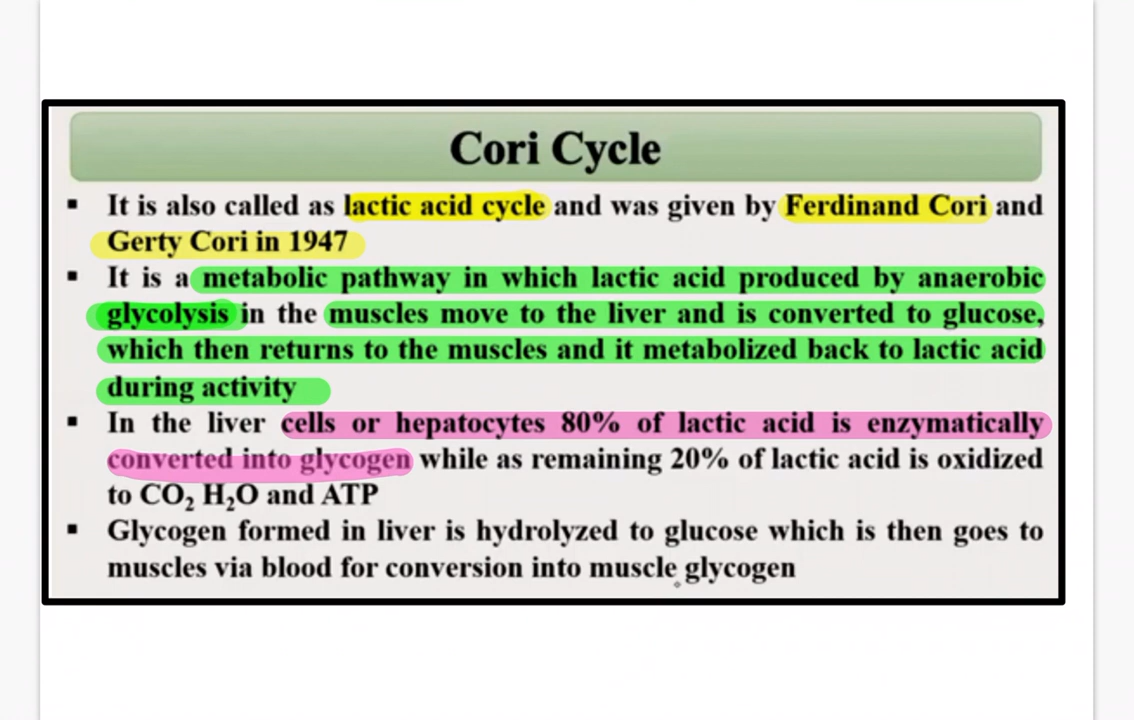 Cori Cycle
▪ It is also called as lactic acid cycle and was given by Ferdinand Cori and
Gerty Cori in 1947
▪ It is a metabolic pathway in which lactic acid produced by anaerobic
glycolysis in the muscles move to the liver and is converted to glucose,
which then returns to the muscles and it metabolized back to lactic acid
during activity
▪ In the liver cells or hepatocytes 80% of lactic acid is enzymatically
converted into glycogen while as remaining 20% of lactic acid is oxidized
to CO₂ H₂O and ATP
▪ Glycogen formed in liver is hydrolyzed to glucose which is then goes to
muscles via blood for conversion into muscle glycogen